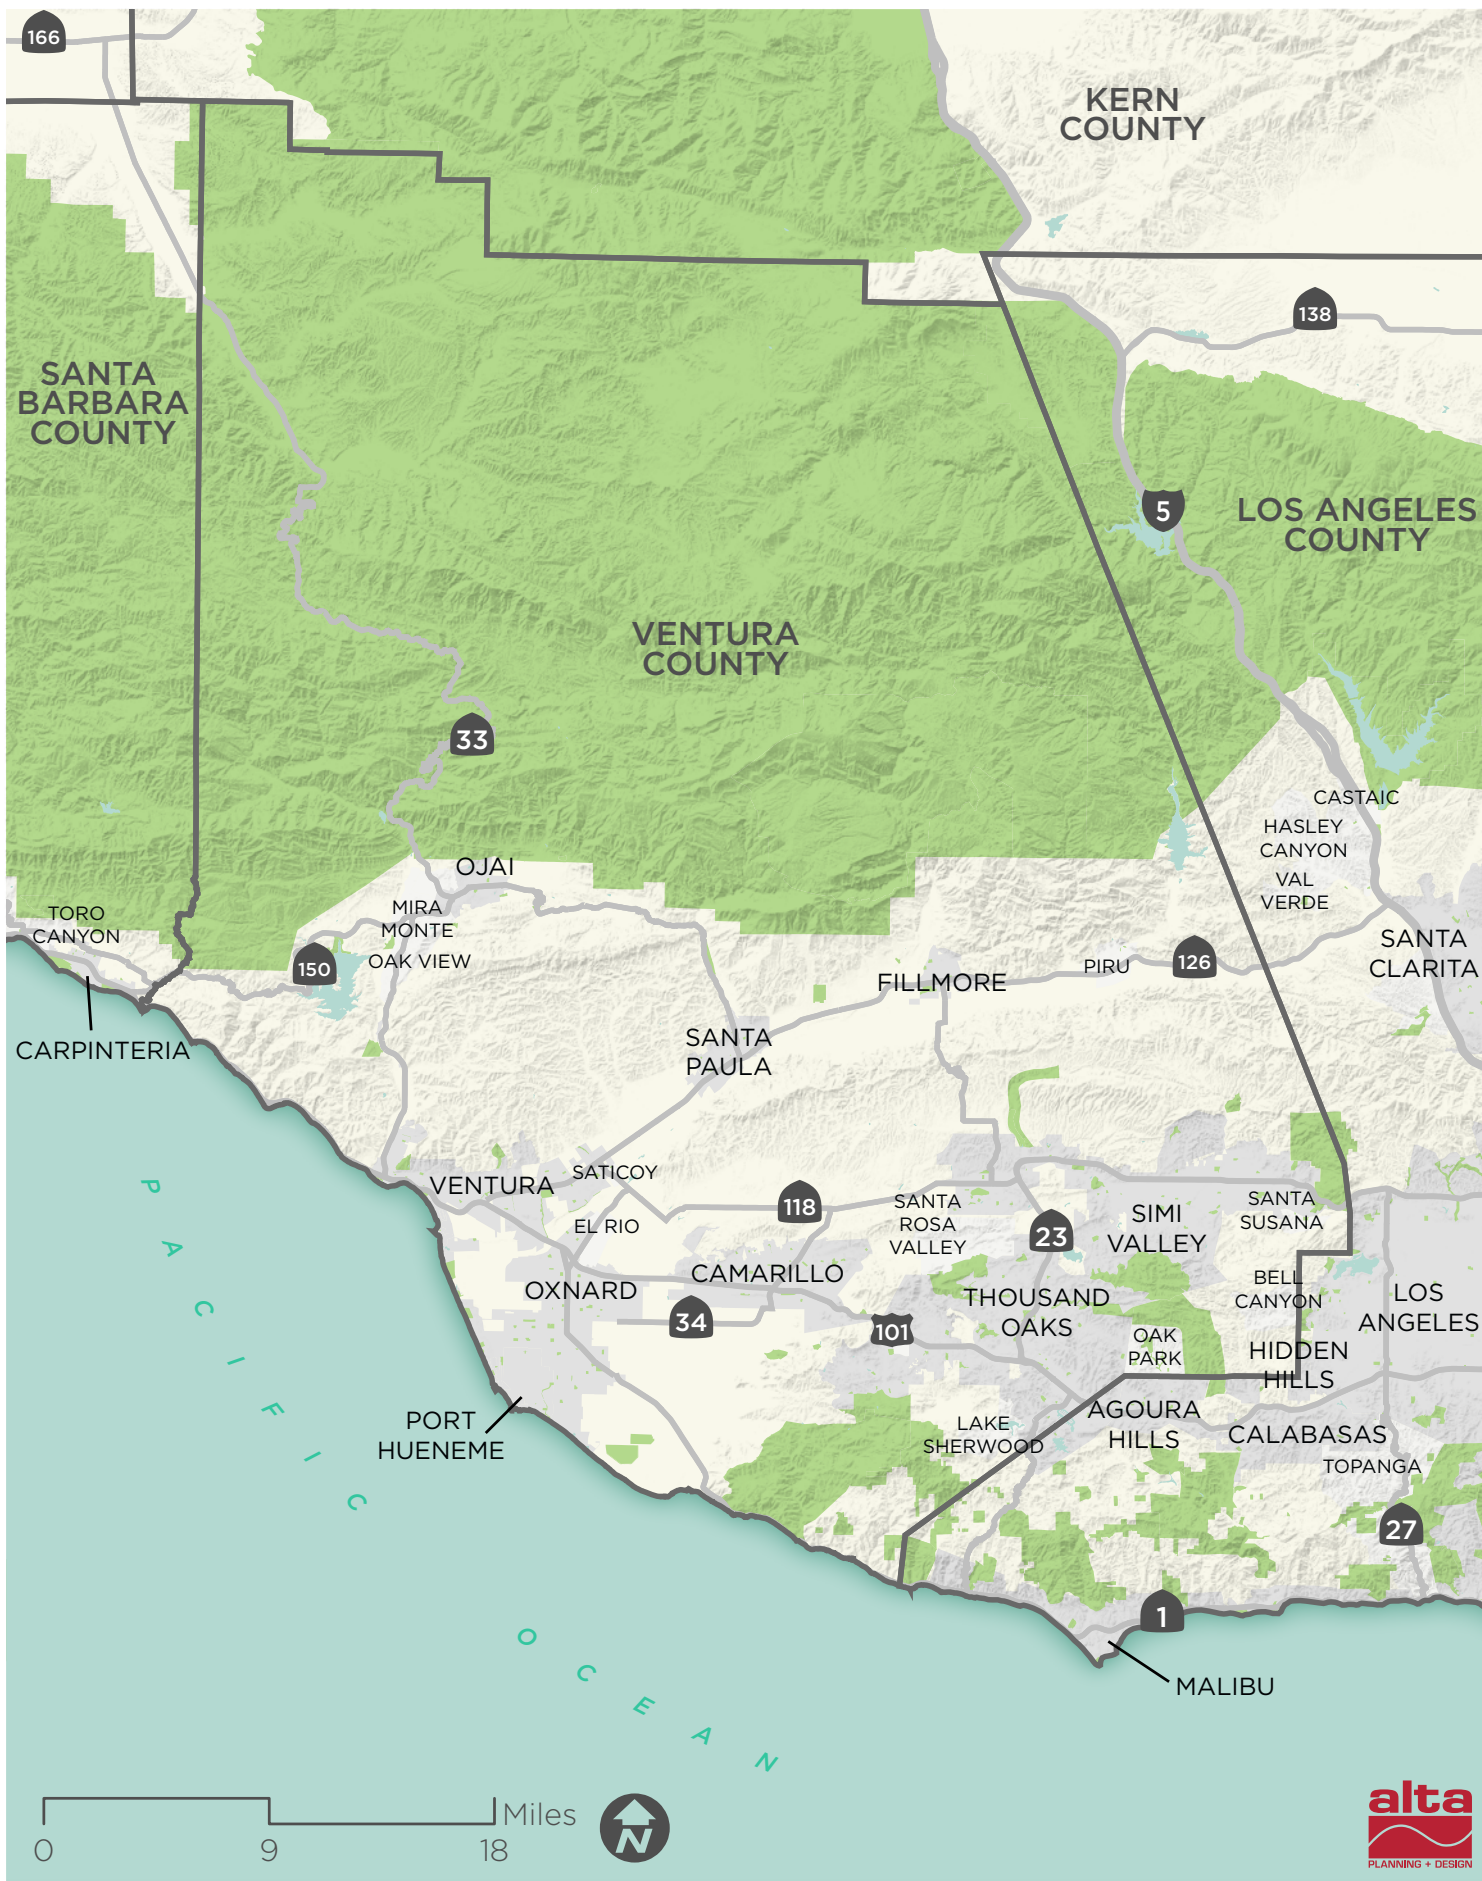 166
KERN
COUNTY
138
SANTA
BARBARA
COUNTY
5
LOS ANGELES
COUNTY
VENTURA
COUNTY
33
CASTAIC
HASLEY
CANYON
VAL
VERDE
OJAI
MIRA
MONTE
OAK VIEW
TORO
CANYON
150
SANTA
CLARITA
126
PIRU
FILLMORE
CARPINTERIA
SANTA
PAULA
SATICOY
VENTURA
EL RIO
118
SANTA
ROSA
VALLEY
23
SIMI
VALLEY
SANTA
SUSANA
OXNARD
CAMARILLO
34
101
THOUSAND
OAKS
BELL
CANYON
LOS
ANGELES
OAK
PARK
HIDDEN
HILLS
PORT
HUENEME
LAKE
SHERWOOD
AGOURA
HILLS
CALABASAS
TOPANGA
27
1
MALIBU
PACIFIC
OCEAN
0 9 18 Miles
N
alta
PLANNING + DESIGN